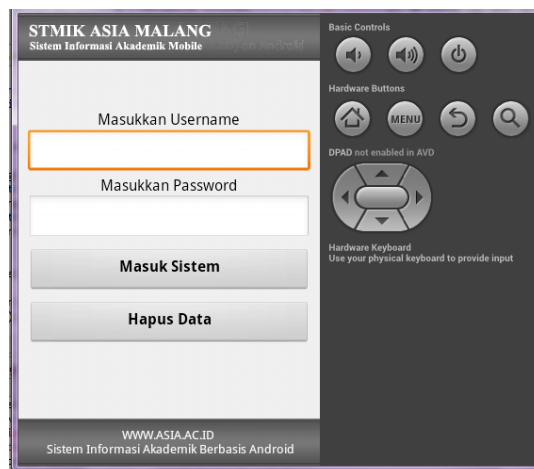 STMIK ASIA MALANG
Sistem Informasi Akademik Mobile
Masukkan Username
Masukkan Password
Masuk Sistem
Hapus Data
WWW.ASIA.AC.ID
Sistem Informasi Akademik Berbasis Android
Basic Controls
Hardware Buttons
MENU
DPAD not enabled in AVD
Hardware Keyboard
Use your physical keyboard to provide input